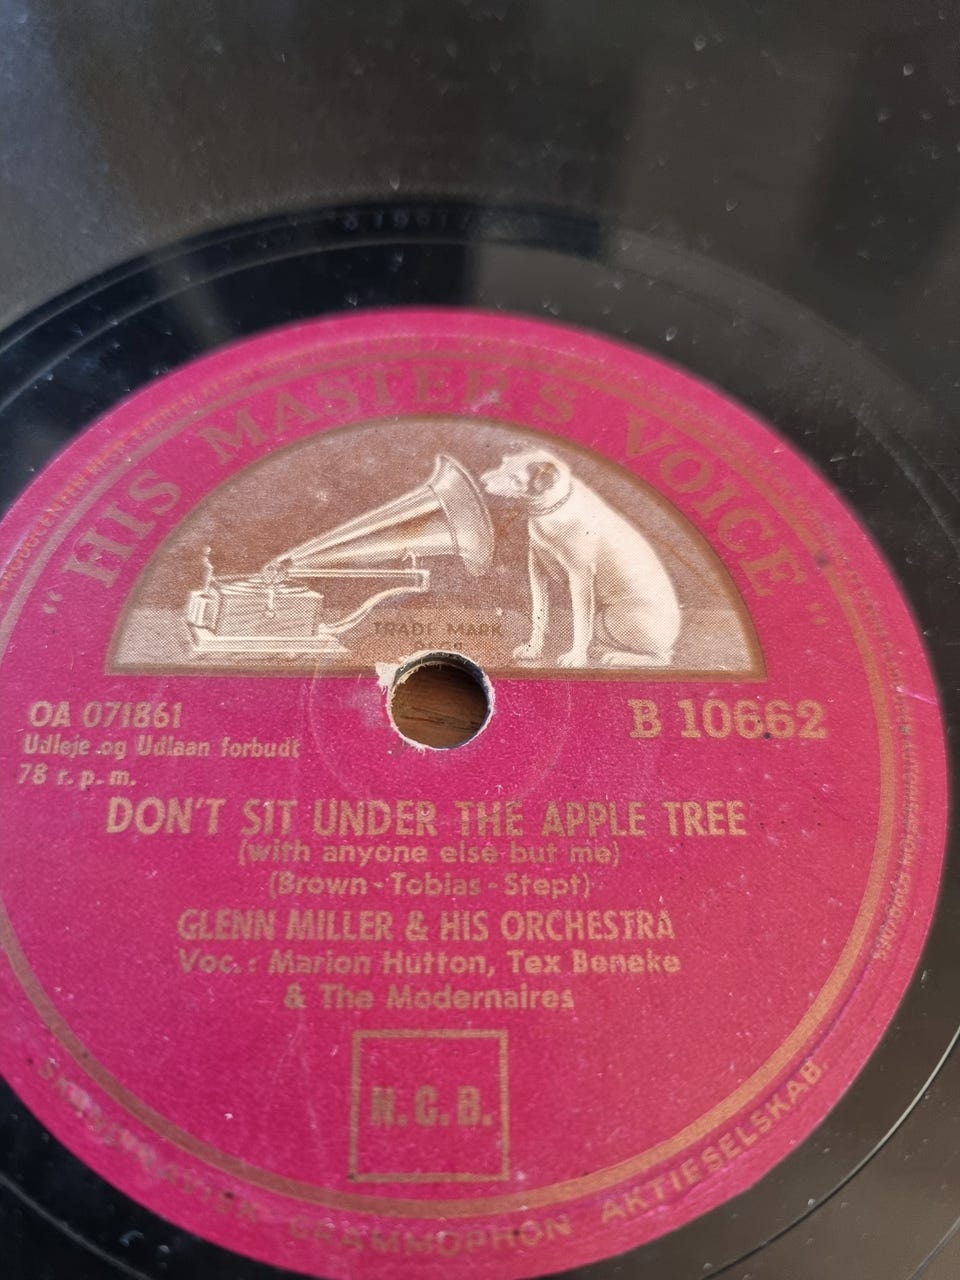 "HIS MASTER'S VOICE"
TRADE MARK
OA 071861
B 10662
Udleje og Udlaan forbudt
78 r.p.m.
DON'T SIT UNDER THE APPLE TREE
(with anyone else but me)
(Brown-Tobias-Stept)
GLENN MILLER & HIS ORCHESTRA
Voc.: Marion Hutton, Tex Beneke
& The Modernaires
N.C.B.
SKANDINAVISK GRAMMOPHON AKTIESELSKAB.